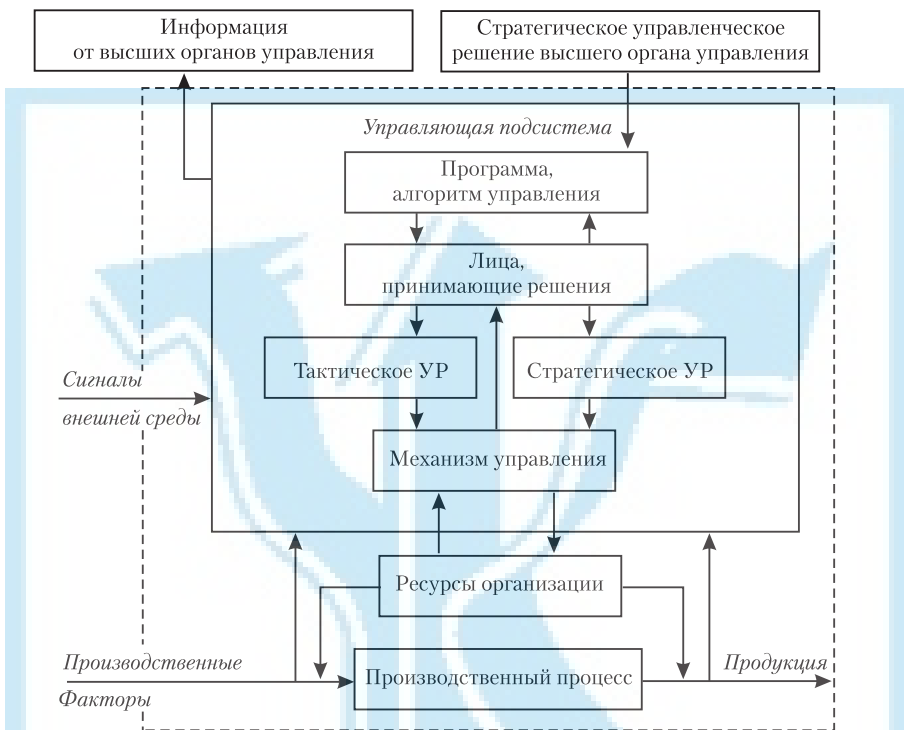 Информация
от высших органов управления
Стратегическое управленческое
решение высшего органа управления
Управляющая подсистема
Программа,
алгоритм управления
Лица,
принимающие решения
Тактическое УР
Стратегическое УР
Сигналы
внешней среды
Механизм управления
Ресурсы организации
Производственные
Факторы
Производственный процесс
Продукция